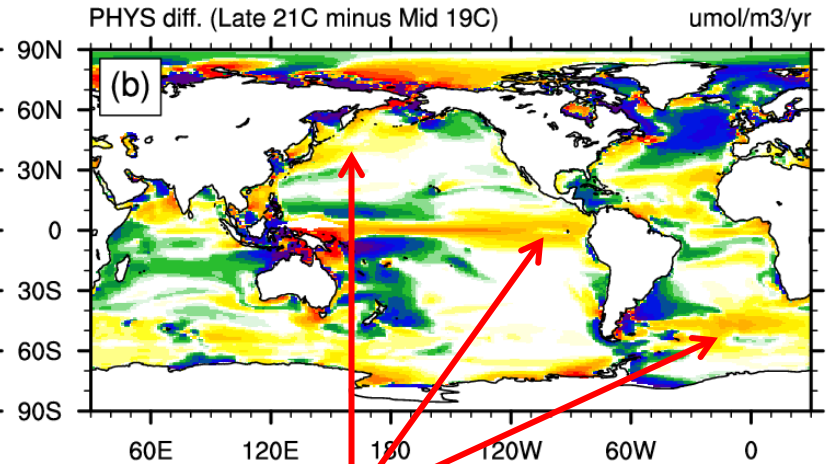 PHYS diff. (Late 21C minus Mid 19C) umol/m3/yr
(b)
90N
60N
30N
0
30S
60S
90S
60E 120E 180 120W 60W 0